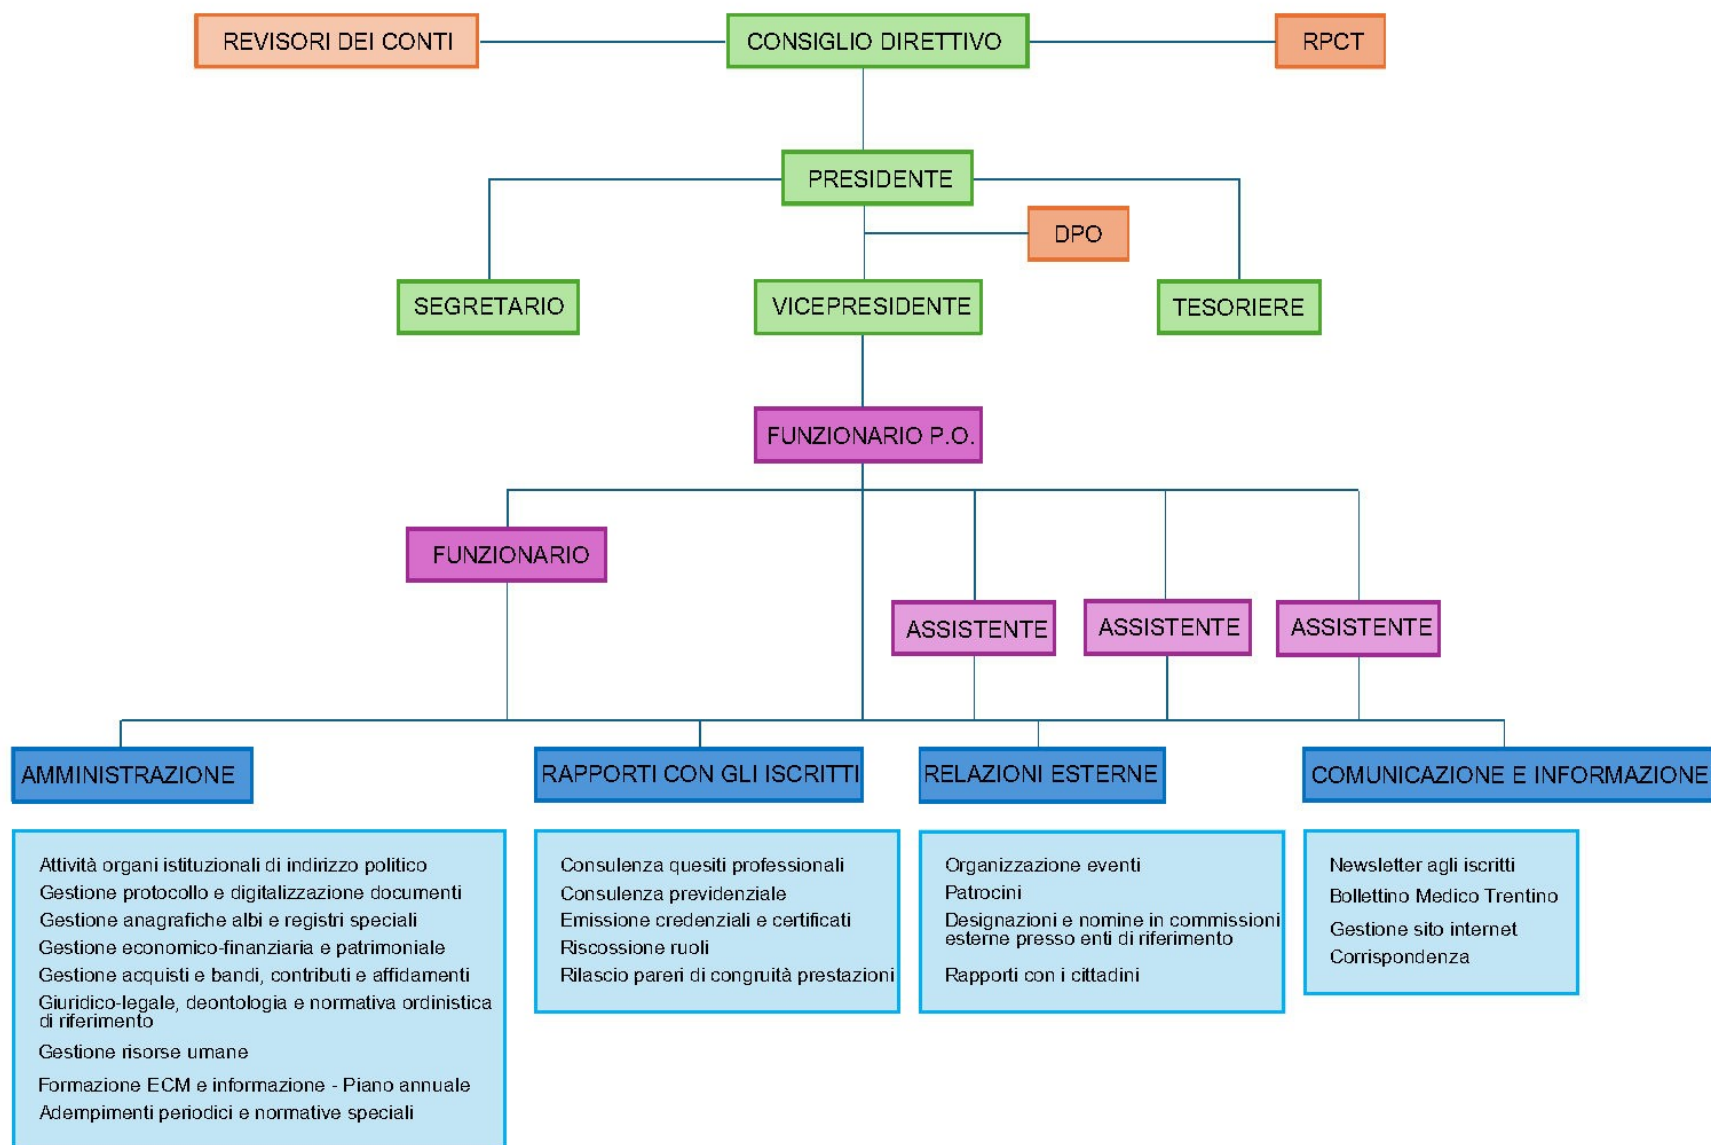 REVISORI DEI CONTI
CONSIGLIO DIRETTIVO
RPCT
PRESIDENTE
DPO
SEGRETARIO
VICEPRESIDENTE
TESORIERE
FUNZIONARIO P.O.
FUNZIONARIO
ASSISTENTE
ASSISTENTE
ASSISTENTE
AMMINISTRAZIONE
Attività organi istituzionali di indirizzo politico
Gestione protocollo e digitalizzazione documenti
Gestione anagrafiche albi e registri speciali
Gestione economico-finanziaria e patrimoniale
Gestione acquisti e bandi, contributi e affidamenti
Giuridico-legale, deontologia e normativa ordinistica
di riferimento
Gestione risorse umane
Formazione ECM e informazione - Piano annuale
Adempimenti periodici e normative speciali
RAPPORTI CON GLI ISCRITTI
Consulenza quesiti professionali
Consulenza previdenziale
Emissione credenziali e certificati
Riscossione ruoli
Rilascio pareri di congruità prestazioni
RELAZIONI ESTERNE
Organizzazione eventi
Patrocini
Designazioni e nomine in commissioni
esterne presso enti di riferimento
Rapporti con i cittadini
COMUNICAZIONE E INFORMAZIONE
Newsletter agli iscritti
Bollettino Medico Trentino
Gestione sito internet
Corrispondenza